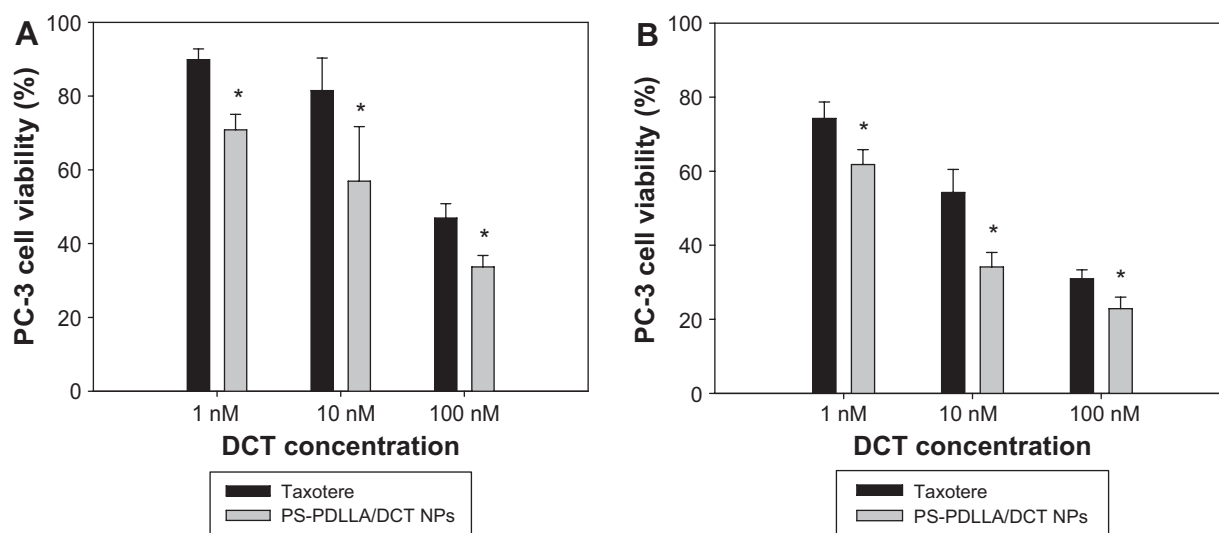 A
PC-3 cell viability (%)
100
80
60
40
20
0
*
*
*
1 nM 10 nM 100 nM
DCT concentration
Taxotere
PS-PDLLA/DCT NPs
B
PC-3 cell viability (%)
100
80
60
40
20
0
*
*
*
1 nM 10 nM 100 nM
DCT concentration
Taxotere
PS-PDLLA/DCT NPs